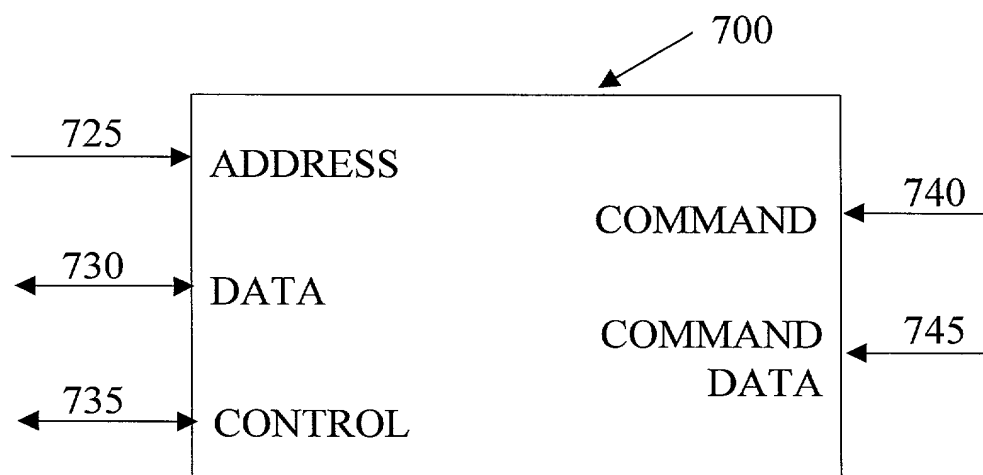 700
725
ADDRESS
740
COMMAND
730
DATA
COMMAND
DATA
745
735
CONTROL